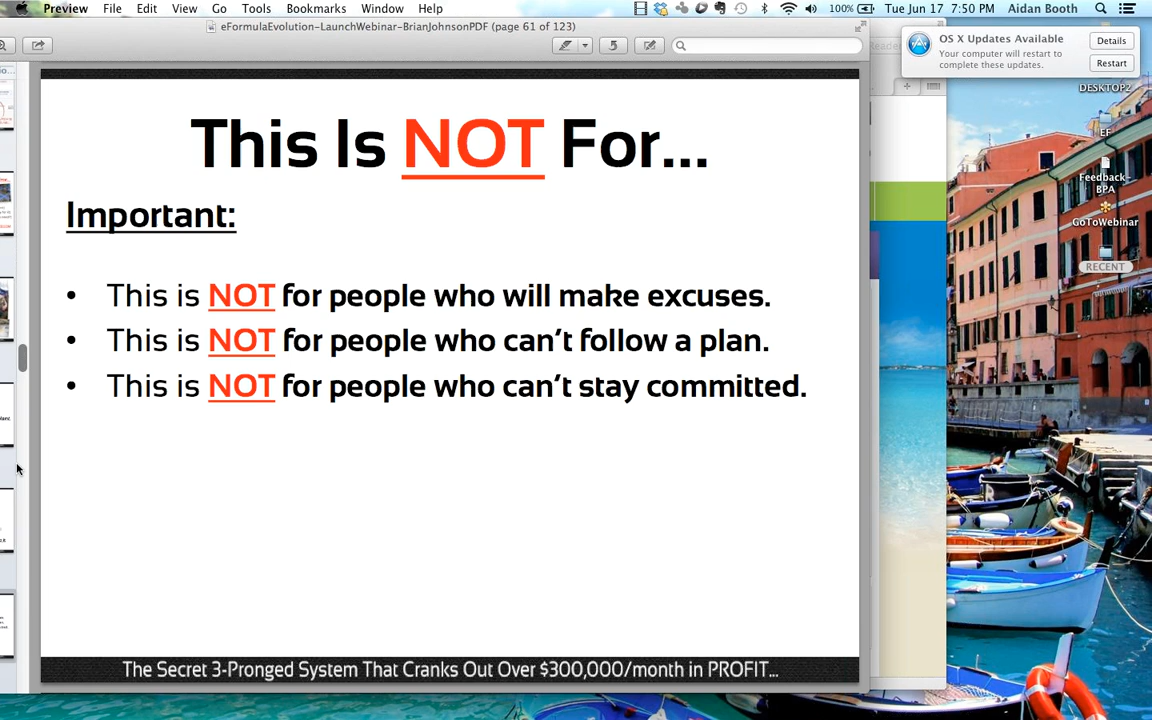 Preview File Edit View Go Tools Bookmarks Window Help 100% Tue Jun 17 7:50 PM Aidan Booth
eFormulaEvolution-LaunchWebinar-BrianJohnsonPDF (page 61 of 123)
OS X Updates Available
Your computer will restart to
complete these updates.
Details
Restart
DESKTOP2
EF
Feedback-
BPA
GoToWebinar
RECENT
This Is NOT For...
Important:
• This is NOT for people who will make excuses.
• This is NOT for people who can't follow a plan.
• This is NOT for people who can't stay committed.
The Secret 3-Pronged System That Cranks Out Over $300,000/month in PROFIT...